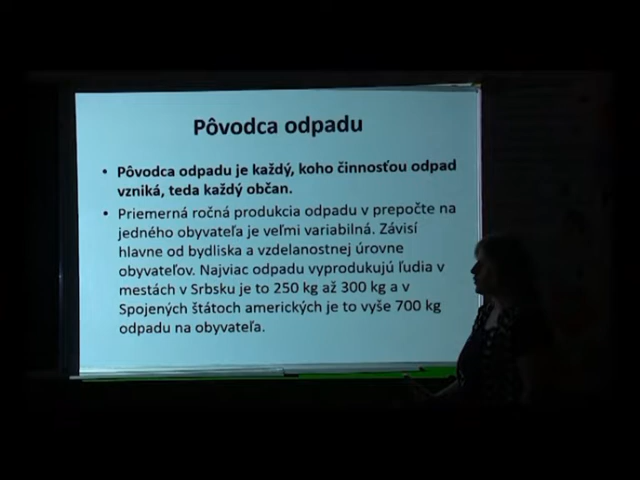 Pôvodca odpadu
• Pôvodca odpadu je každý, koho činnosťou odpad
vzniká, teda každý občan.
• Priemerná ročná produkcia odpadu v prepočte na
jedného obyvateľa je veľmi variabilná. Závisí
hlavne od bydliska a vzdelanostnej úrovne
obyvateľov. Najviac odpadu vyprodukujú ľudia v
mestách v Srbsku je to 250 kg až 300 kg a v
Spojených štátoch amerických je to vyše 700 kg
odpadu na obyvateľa.